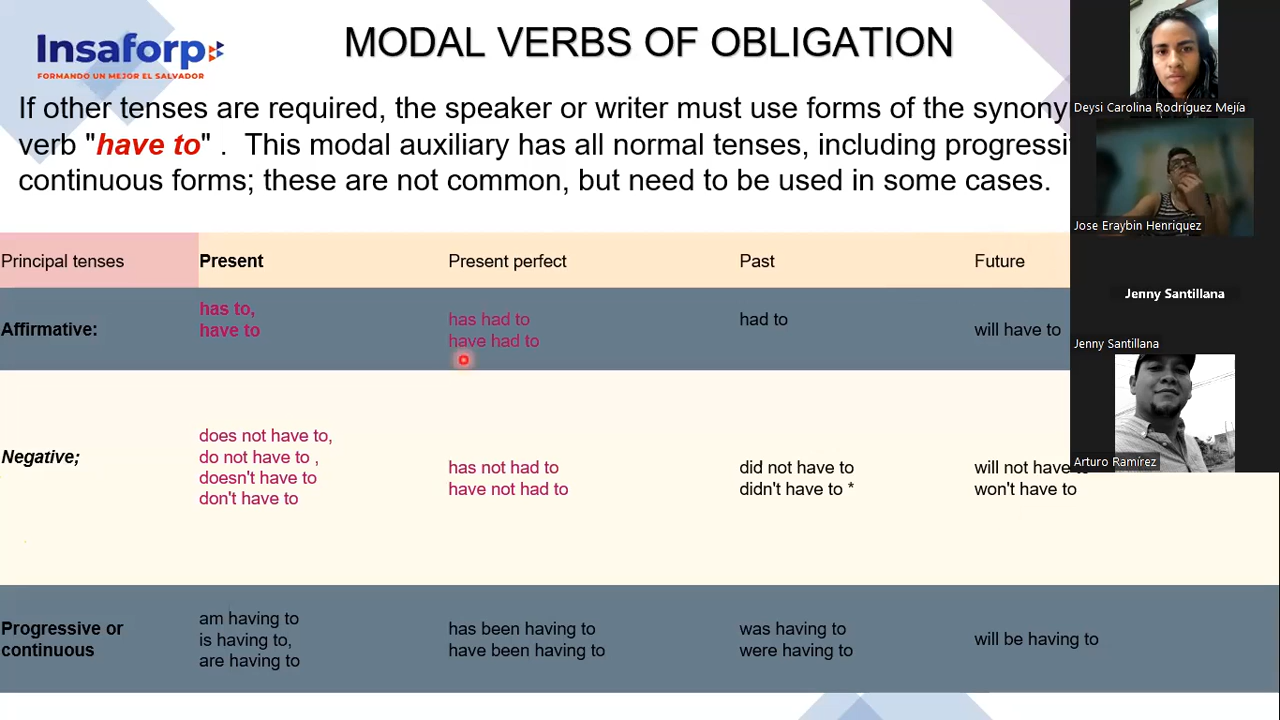 Insaforp
FORMANDO UN MEJOR EL SALVADOR
MODAL VERBS OF OBLIGATION
If other tenses are required, the speaker or writer must use forms of the synony
verb "have to" . This modal auxiliary has all normal tenses, including progressi
continuous forms; these are not common, but need to be used in some cases.
Principal tenses Present Present perfect Past Future
Affirmative:
has to,
have to
has had to
have had to
had to
will have to
Negative;
does not have to,
do not have to ,
doesn't have to
don't have to
has not had to
have not had to
did not have to
didn't have to *
will not have to
won't have to
Progressive or
continuous
am having to
is having to,
are having to
has been having to
have been having to
was having to
were having to
will be having to
Deysi Carolina Rodríguez Mejía
Jose Eraybin Henriquez
Jenny Santillana
Jenny Santillana
Arturo Ramírez